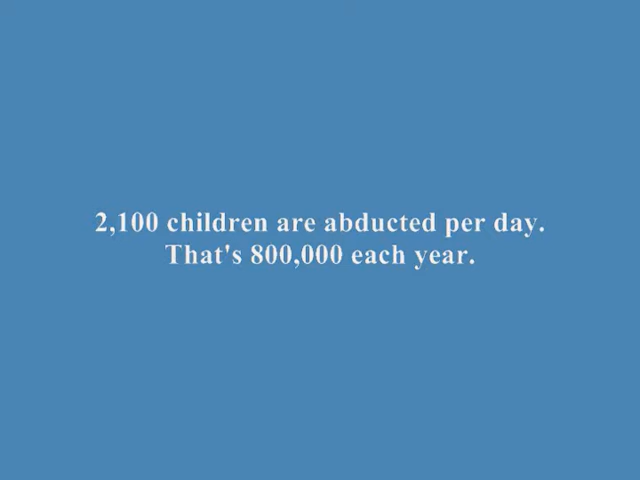 2,100 children are abducted per day.
That's 800,000 each year.